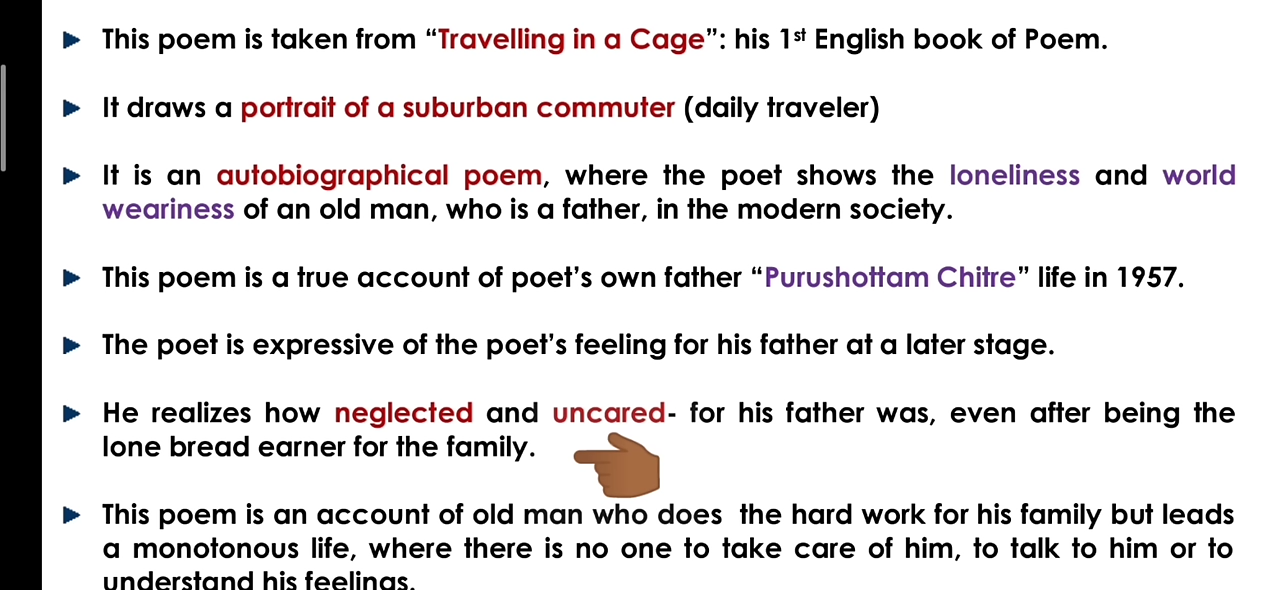 This poem is taken from “Travelling in a Cage”: his 1st English book of Poem.
It draws a portrait of a suburban commuter (daily traveler)
It is an autobiographical poem, where the poet shows the loneliness and world
weariness of an old man, who is a father, in the modern society.
This poem is a true account of poet’s own father “Purushottam Chitre” life in 1957.
The poet is expressive of the poet’s feeling for his father at a later stage.
He realizes how neglected and uncared- for his father was, even after being the
lone bread earner for the family.
This poem is an account of old man who does the hard work for his family but leads
a monotonous life, where there is no one to take care of him, to talk to him or to
understand his feelings.